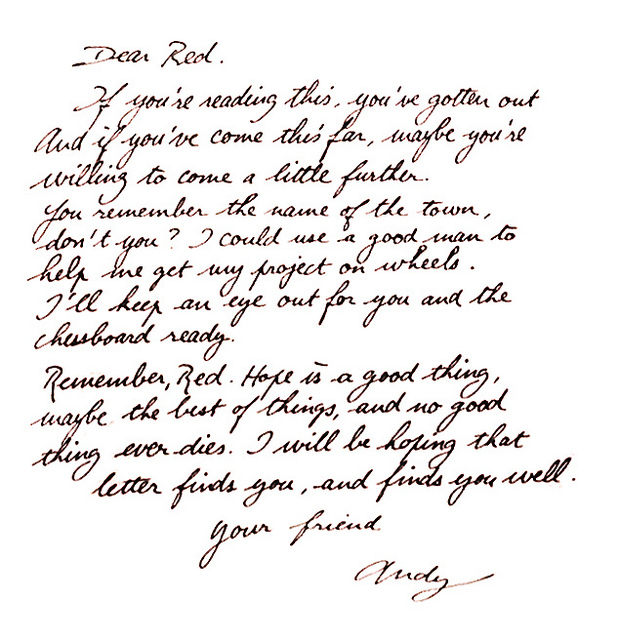 Dear Red.
If you're reading this, you've gotten out
And if you've come this far, maybe you're
willing to come a little further.
You remember the name of the town,
don't you? I could use a good man to
help me get my project on wheels.
I'll keep an eye out for you and the
chessboard ready.
Remember, Red. Hope is a good thing,
maybe the best of things, and no good
thing ever dies. I will be hoping that
letter finds you, and finds you well.
your friend
Andy